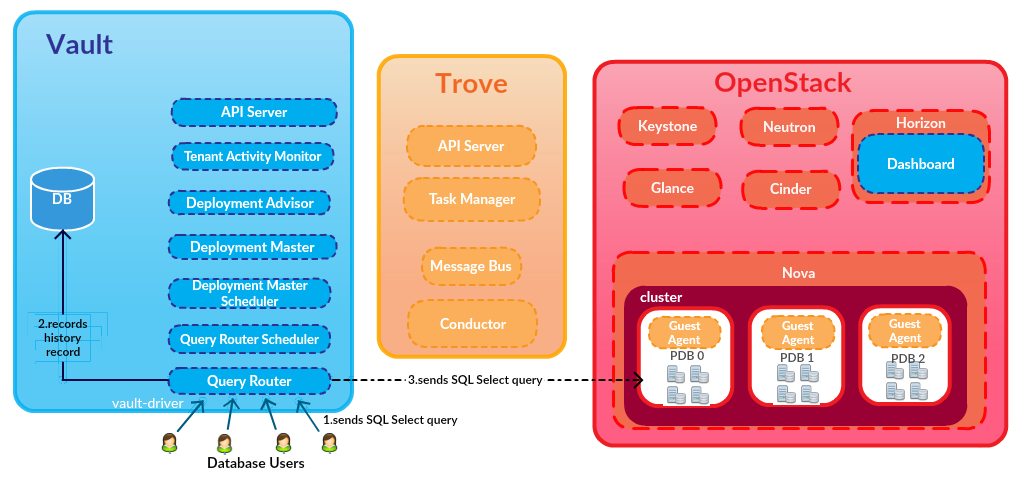 Vault
API Server
Tenant Activity Monitor
Deployment Advisor
DB
Deployment Master
Deployment Master
Scheduler
2.records
history
record
Query Router Scheduler
Query Router
vault-driver
1.sends SQL Select query
Database Users
3.sends SQL Select query
Trove
API Server
Task Manager
Message Bus
Conductor
OpenStack
Keystone
Neutron
Horizon
Dashboard
Glance
Cinder
Nova
cluster
Guest
Agent
PDB 0
Guest
Agent
PDB 1
Guest
Agent
PDB 2